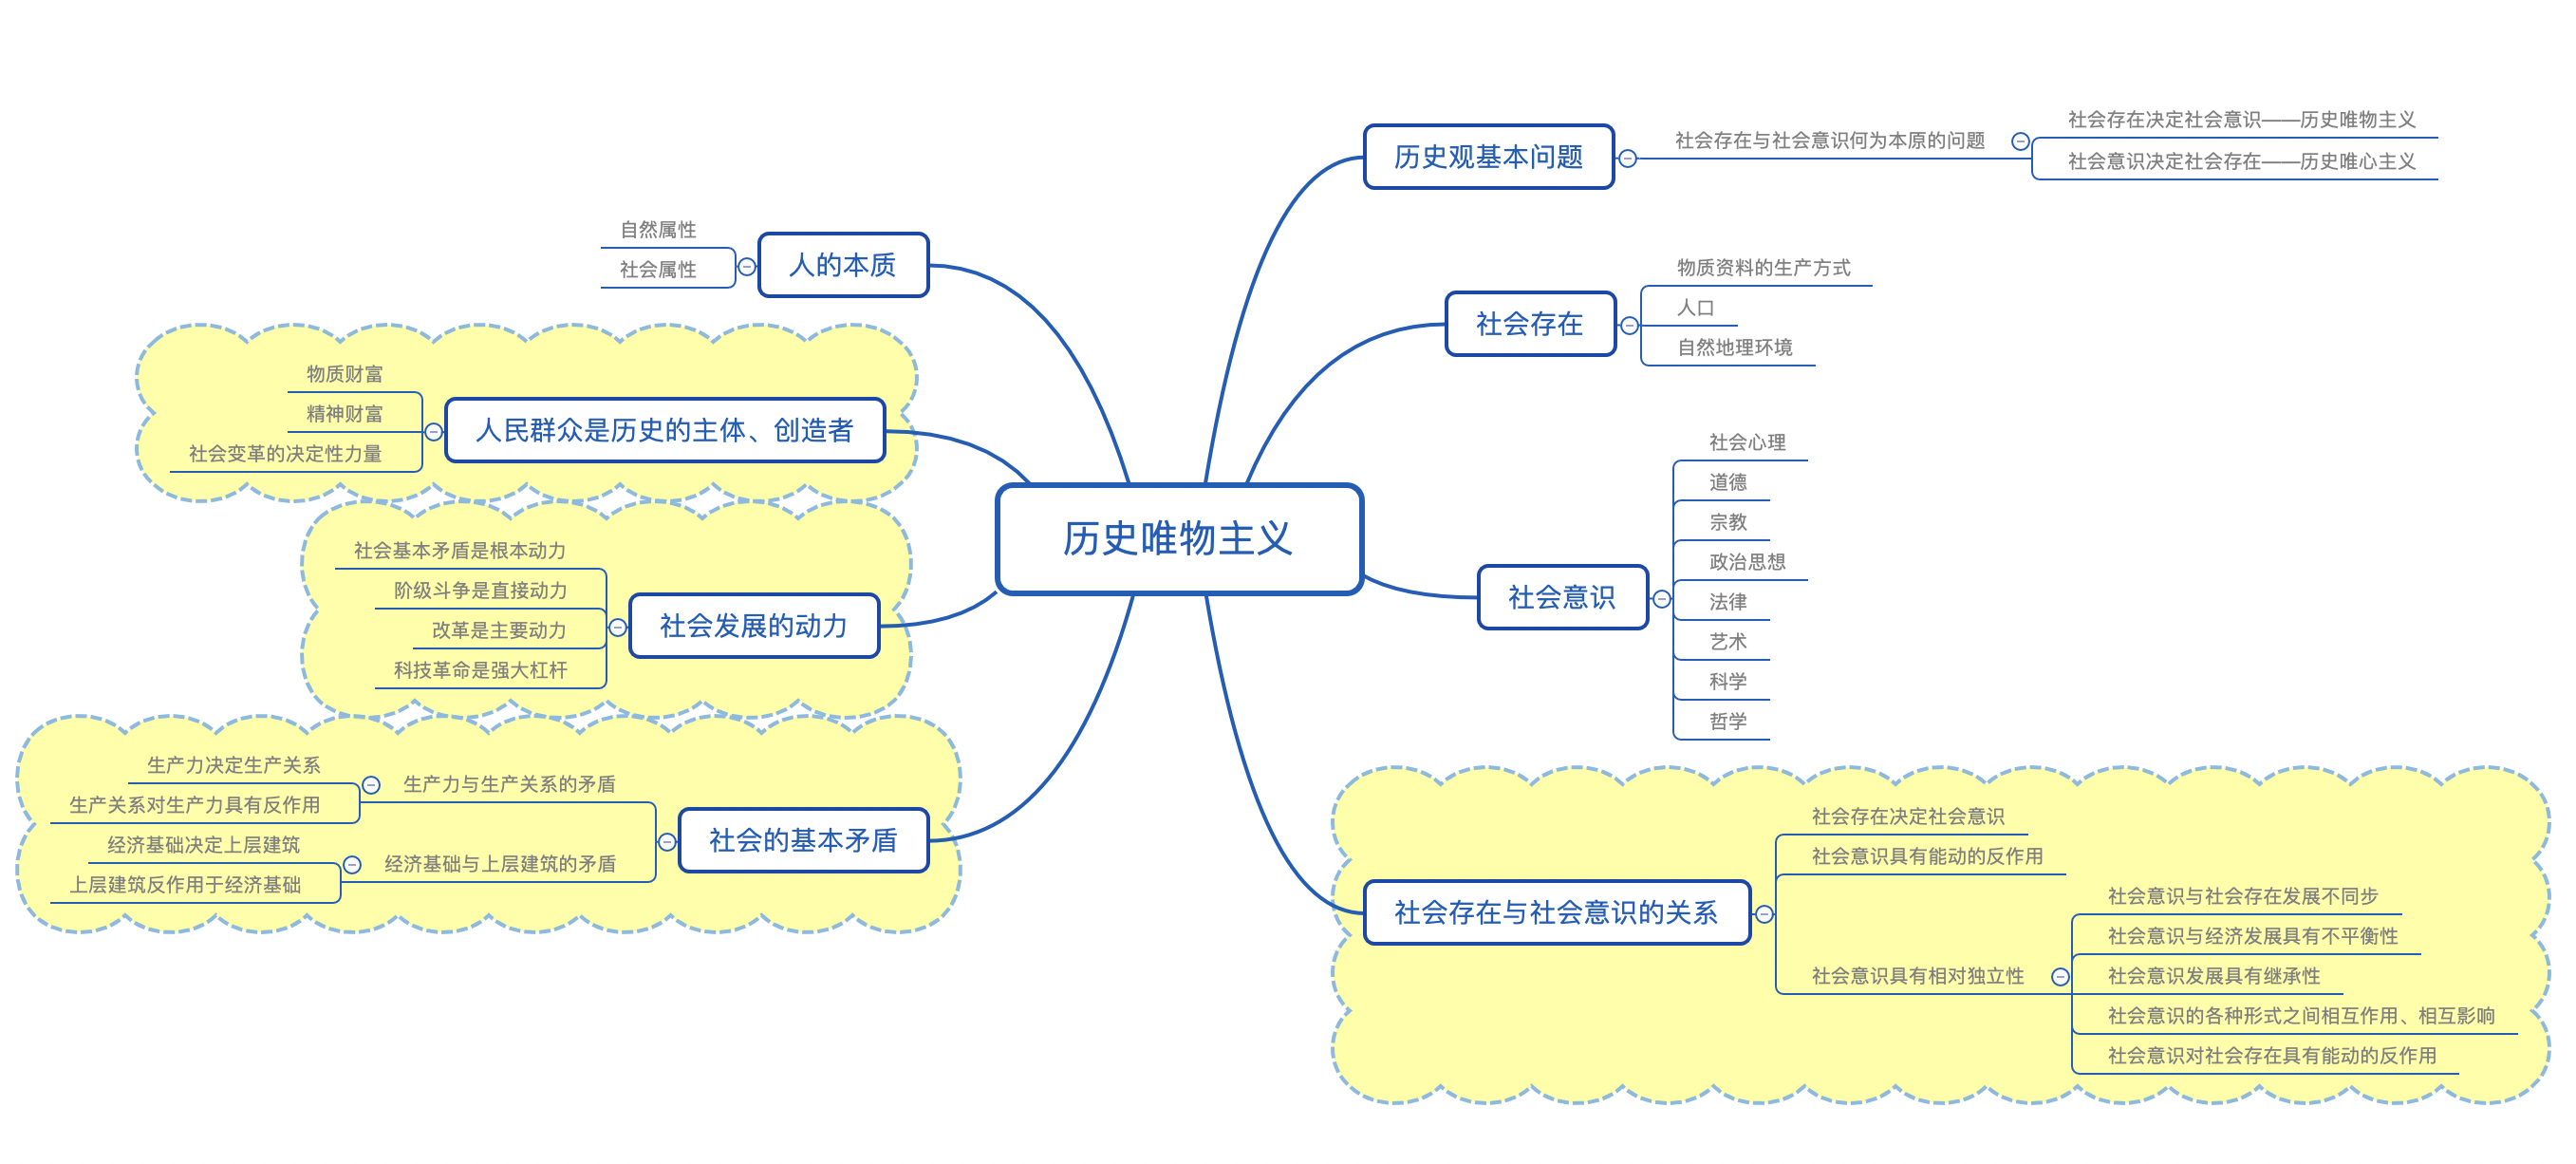 历史唯物主义
历史观基本问题
社会存在与社会意识何为本原的问题
社会存在决定社会意识——历史唯物主义
社会意识决定社会存在——历史唯心主义
社会存在
物质资料的生产方式
人口
自然地理环境
社会意识
社会心理
道德
宗教
政治思想
法律
艺术
科学
哲学
社会存在与社会意识的关系
社会存在决定社会意识
社会意识具有能动的反作用
社会意识具有相对独立性
社会意识与社会存在发展不同步
社会意识与经济发展具有不平衡性
社会意识发展具有继承性
社会意识的各种形式之间相互作用、相互影响
社会意识对社会存在具有能动的反作用
人的本质
自然属性
社会属性
人民群众是历史的主体、创造者
物质财富
精神财富
社会变革的决定性力量
社会发展的动力
社会基本矛盾是根本动力
阶级斗争是直接动力
改革是主要动力
科技革命是强大杠杆
社会的基本矛盾
生产力与生产关系的矛盾
生产力决定生产关系
生产关系对生产力具有反作用
经济基础与上层建筑的矛盾
经济基础决定上层建筑
上层建筑反作用于经济基础